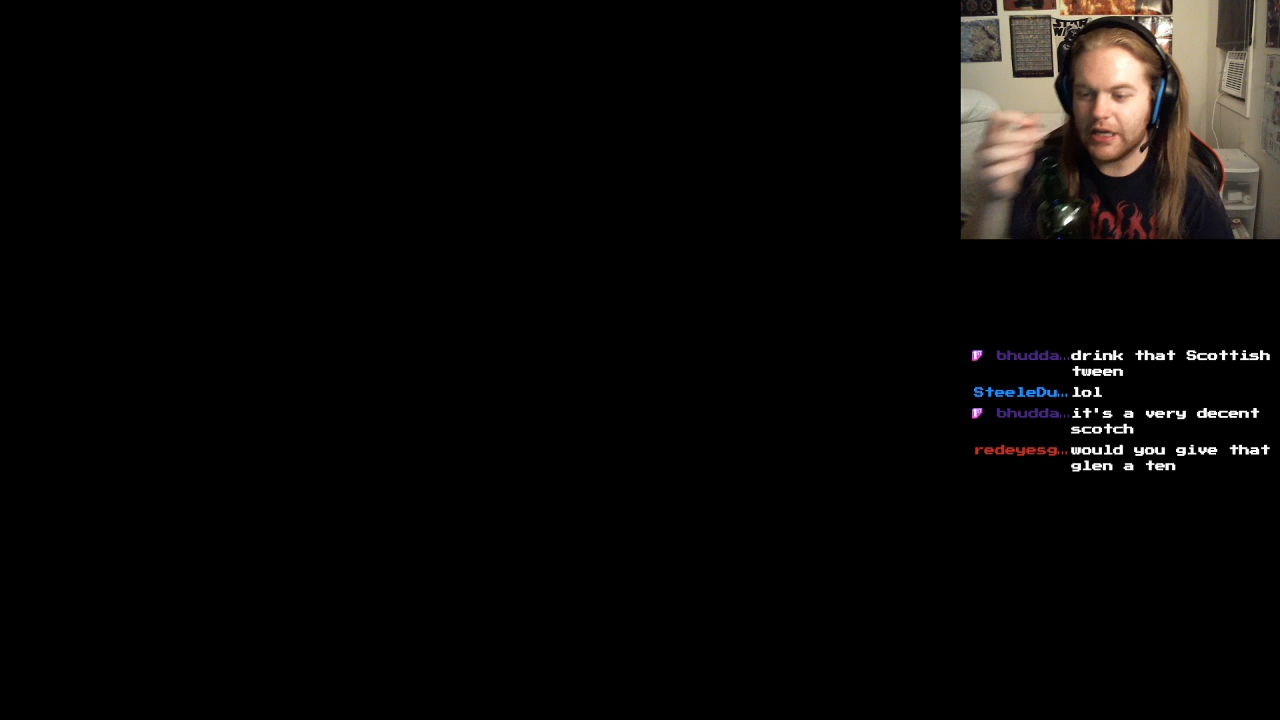 bhudda… drink that Scottish
tween
SteeleDu… lol
bhudda… it's a very decent
scotch
redeyesg… would you give that
glen a ten